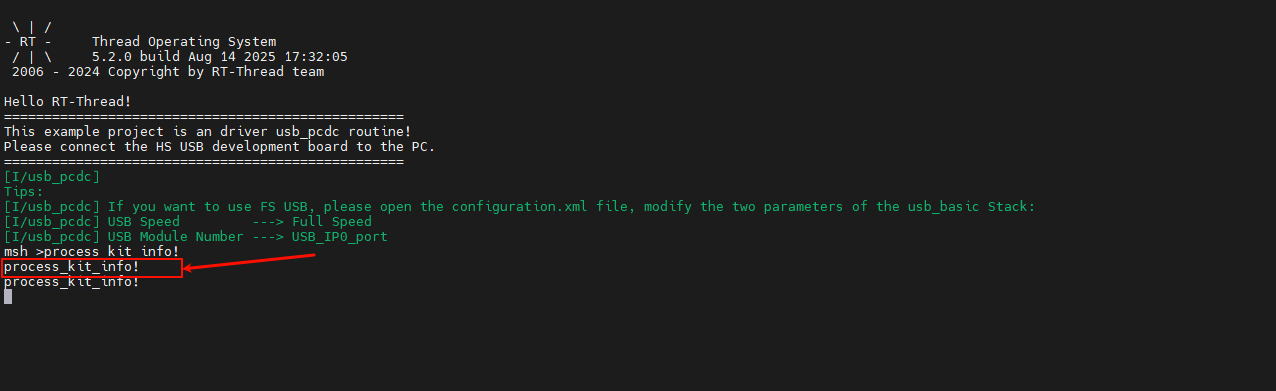 \ | /
- RT -     Thread Operating System
 / | \     5.2.0 build Aug 14 2025 17:32:05
 2006 - 2024 Copyright by RT-Thread team
Hello RT-Thread!
==================================================
This example project is an driver usb_pcdc routine!
Please connect the HS USB development board to the PC.
==================================================
[I/usb_pcdc]
Tips:
[I/usb_pcdc] If you want to use FS USB, please open the configuration.xml file, modify the two parameters of the usb_basic Stack:
[I/usb_pcdc] USB Speed         ---> Full Speed
[I/usb_pcdc] USB Module Number ---> USB_IP0_port
msh >process_kit_info!
process_kit_info!
process_kit_info!